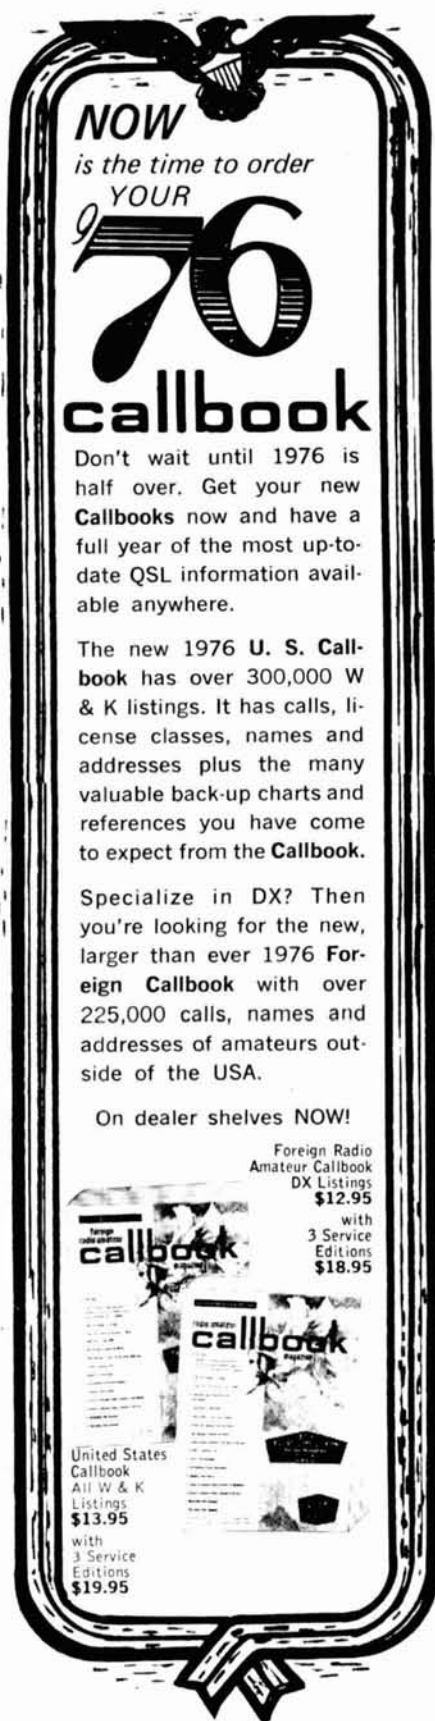 NOW
is the time to order
YOUR
'76
callbook
Don't wait until 1976 is
half over. Get your new
Callbooks now and have a
full year of the most up-to-
date QSL information avail-
able anywhere.
The new 1976 U. S. Call-
book has over 300,000 W
& K listings. It has calls, li-
cense classes, names and
addresses plus the many
valuable back-up charts and
references you have come
to expect from the Callbook.
Specialize in DX? Then
you're looking for the new,
larger than ever 1976 For-
eign Callbook with over
225,000 calls, names and
addresses of amateurs out-
side of the USA.
On dealer shelves NOW!
Foreign Radio
Amateur Callbook
DX Listings
$12.95
with
3 Service
Editions
$18.95
foreign
radio amateur
callbook
magazine
radio amateur
callbook
magazine
United States
Callbook
All W & K
Listings
$13.95
with
3 Service
Editions
$19.95